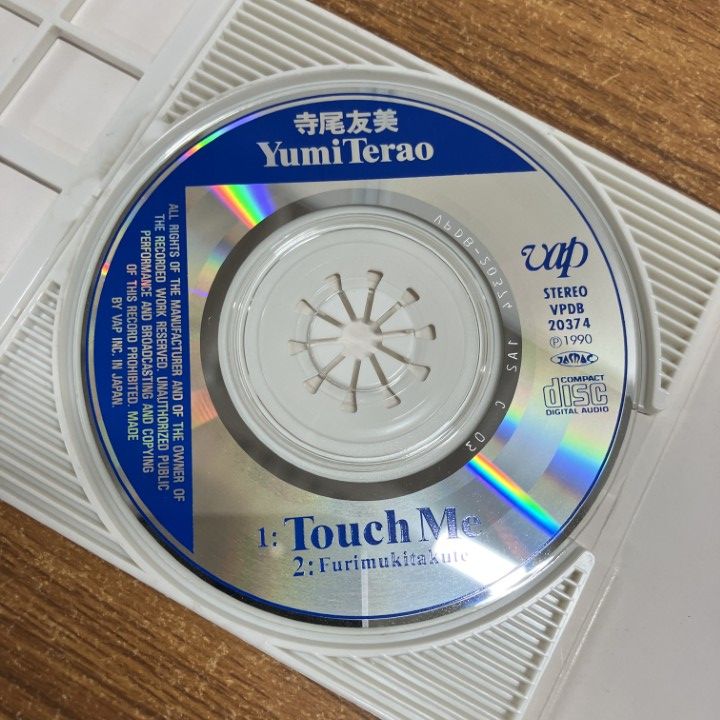 寺尾友美
Yumi Terao
vap
STEREO
VPDB
20374
Ⓟ1990
JASRAC
COMPACT
disc
DIGITAL AUDIO
ALL RIGHTS OF THE MANUFACTURER AND OF THE OWNER OF
THE RECORDED WORK RESERVED. UNAUTHORIZED PUBLIC
PERFORMANCE AND BROADCASTING AND COPYING
OF THIS RECORD PROHIBITED. MADE
BY VAP INC. IN JAPAN.
1: Touch Me
2: Furimukitakute